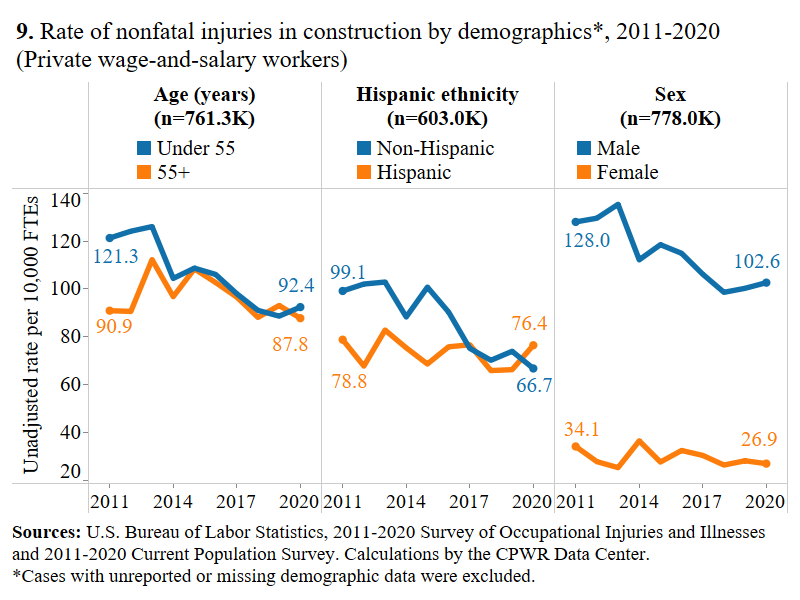 9. Rate of nonfatal injuries in construction by demographics*, 2011-2020
(Private wage-and-salary workers)
Age (years)
(n=761.3K)
Under 55
55+
Hispanic ethnicity
(n=603.0K)
Non-Hispanic
Hispanic
Sex
(n=778.0K)
Male
Female
Unadjusted rate per 10,000 FTEs
140
120
100
80
60
40
20
121.3
90.9
92.4
87.8
99.1
78.8
76.4
66.7
128.0
102.6
34.1
26.9
2011 2014 2017 2020 2011 2014 2017 2020 2011 2014 2017 2020
Sources: U.S. Bureau of Labor Statistics, 2011-2020 Survey of Occupational Injuries and Illnesses
and 2011-2020 Current Population Survey. Calculations by the CPWR Data Center.
*Cases with unreported or missing demographic data were excluded.